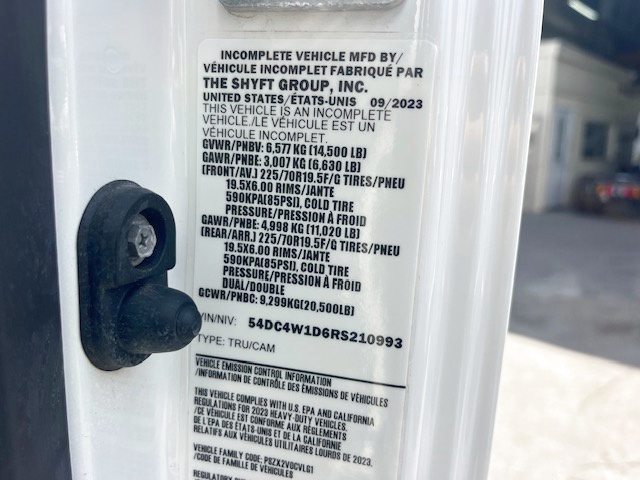 INCOMPLETE VEHICLE MFD BY/
VÉHICULE INCOMPLET FABRIQUÉ PAR
THE SHYFT GROUP, INC.
UNITED STATES/ÉTATS-UNIS 09/2023
THIS VEHICLE IS AN INCOMPLETE
VEHICLE./LE VÉHICULE EST UN
VÉHICULE INCOMPLET.
GVWR/PNBV: 6,577 KG (14,500 LB)
GAWR/PNBE: 3,007 KG (6,630 LB)
(FRONT/AV.) 225/70R19.5F/G TIRES/PNEU
19.5X6.00 RIMS/JANTE
590KPA(85PSI), COLD TIRE
PRESSURE/PRESSION À FROID
GAWR/PNBE: 4,998 KG (11,020 LB)
(REAR/ARR.) 225/70R19.5F/G TIRES/PNEU
19.5X6.00 RIMS/JANTE
590KPA(85PSI), COLD TIRE
PRESSURE/PRESSION À FROID
DUAL/DOUBLE
GCWR/PNBC: 9,299KG(20,500LB)
VIN/NIV: 54DC4W1D6RS210993
TYPE: TRU/CAM
VEHICLE EMISSION CONTROL INFORMATION
/INFORMATION DE CONTRÔLE DES ÉMISSIONS DE VÉHICULES
THIS VEHICLE COMPLIES WITH U.S. EPA AND CALIFORNIA
REGULATIONS FOR 2023 HEAVY-DUTY VEHICLES.
/CE VÉHICULE EST CONFORME AUX RÈGLEMENTS
DE L'EPA DES ÉTATS-UNIS ET DE LA CALIFORNIE
RELATIFS AUX VÉHICULES UTILITAIRES LOURDS DE 2023.
VEHICLE FAMILY CODE: PSZX2VOCVLG1
/CODE DE FAMILLE DE VÉHICULES